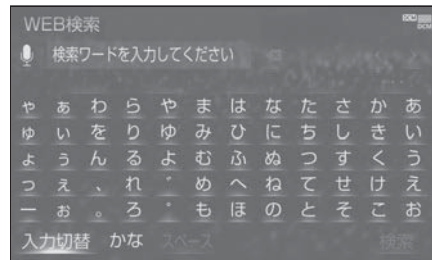 WEB検索
DCM
DCM
検索ワードを入力してください
ゃ ぁ わ ら や ま は な た さ か あ
ゅ ぃ を り ゆ み ひ に ち し き い
ょ ぅ ん る よ む ふ ぬ つ す く う
っ ぇ 、 れ ゛ め へ ね て せ け え
ー ぉ 。 ろ ゜ も ほ の と そ こ お
入力切替 かな スペース 検索